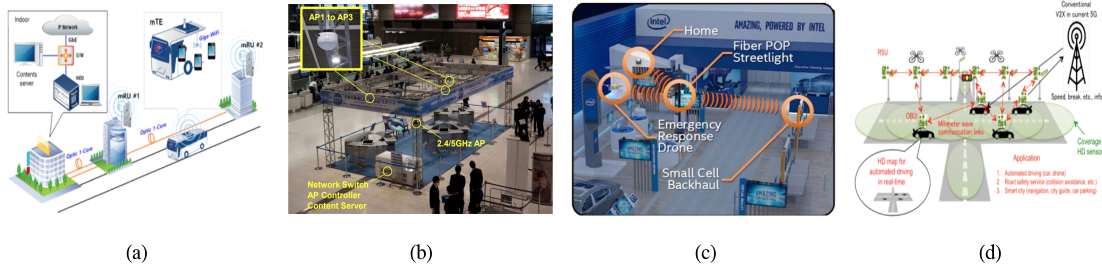 Indoor
IP Network
GbE
Contents
server
G/W
mTE
Giga-WiFi
mRU #2
mRU #1
Optic 1-Core
Optic 1-Core
(a)
AP1 to AP3
2.4/5GHz AP
Network Switch
AP Controller
Content Server
(b)
intel
AMAZING, POWERED BY INTEL
Home
Fiber POP
Streetlight
Emergency
Response
Drone
Small Cell
Backhaul
AMAZING
(c)
Conventional
V2X in current 5G
RSU
Speed, break, etc., info
OBU
Milimeter wave
communication links
Coverage
HD sensor
HD map for
automated driving
in real-time
Application
1. Automated driving (car, drone)
2. Road safety service (collision avoidance, etc.)
3. Smart city (navigation, city guide, car parking)
(d)